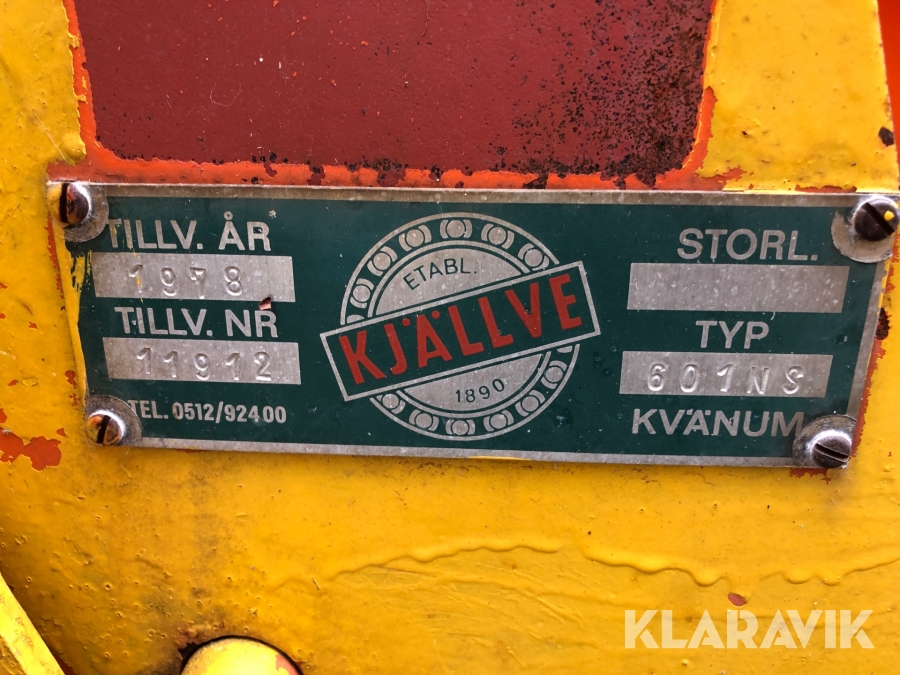 TILLV. ÅR
1978
TILLV. NR
11912
TEL. 0512/92400
ETABL.
KJÄLLVE
1890
STORL.
TYP
601NS
KVÄNUM
KLARAVIK